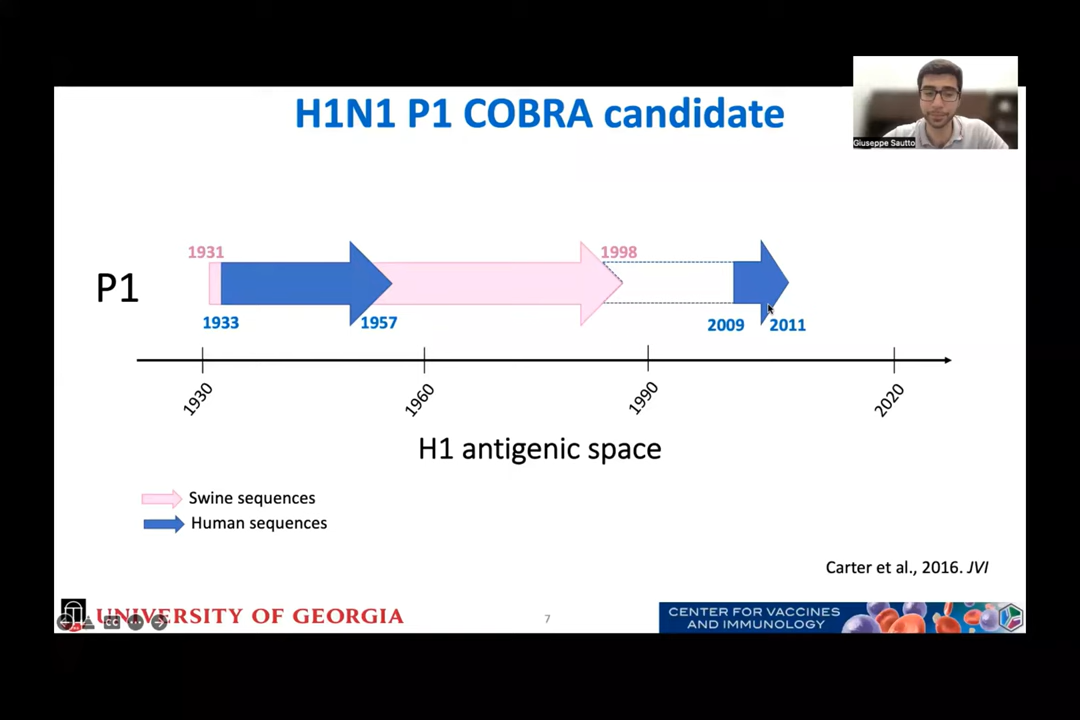 H1N1 P1 COBRA candidate
Giuseppe Sautto
1931
1998
P1
1933
1957
2009
2011
1930
1960
1990
2020
H1 antigenic space
Swine sequences
Human sequences
Carter et al., 2016. JVI
UNIVERSITY OF GEORGIA
7
CENTER FOR VACCINES
AND IMMUNOLOGY